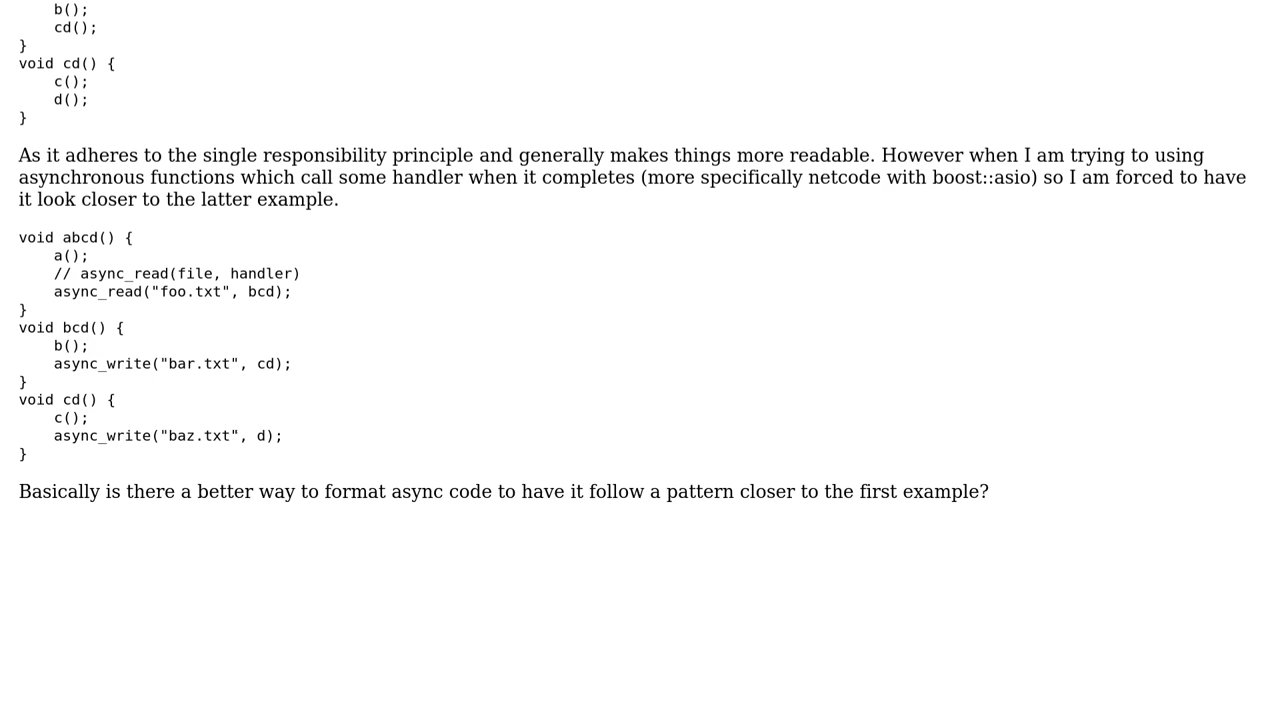 b();
    cd();
}
void cd() {
    c();
    d();
}
As it adheres to the single responsibility principle and generally makes things more readable. However when I am trying to using
asynchronous functions which call some handler when it completes (more specifically netcode with boost::asio) so I am forced to have
it look closer to the latter example.
void abcd() {
    a();
    // async_read(file, handler)
    async_read("foo.txt", bcd);
}
void bcd() {
    b();
    async_write("bar.txt", cd);
}
void cd() {
    c();
    async_write("baz.txt", d);
}
Basically is there a better way to format async code to have it follow a pattern closer to the first example?